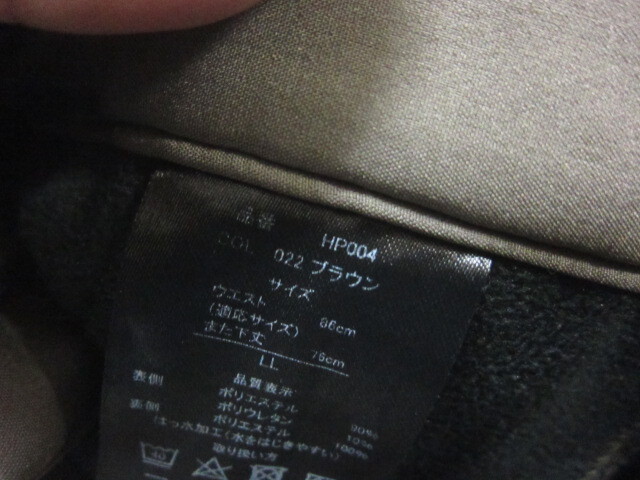 品番 HP004
COL 022 ブラウン
サイズ
ウエスト
(適応サイズ) 86cm
また下丈 76cm
LL
品質表示
表側 ポリエステル 90%
ポリウレタン 10%
裏側 ポリエステル 100%
はっ水加工(水をはじきやすい)
取り扱い方
40